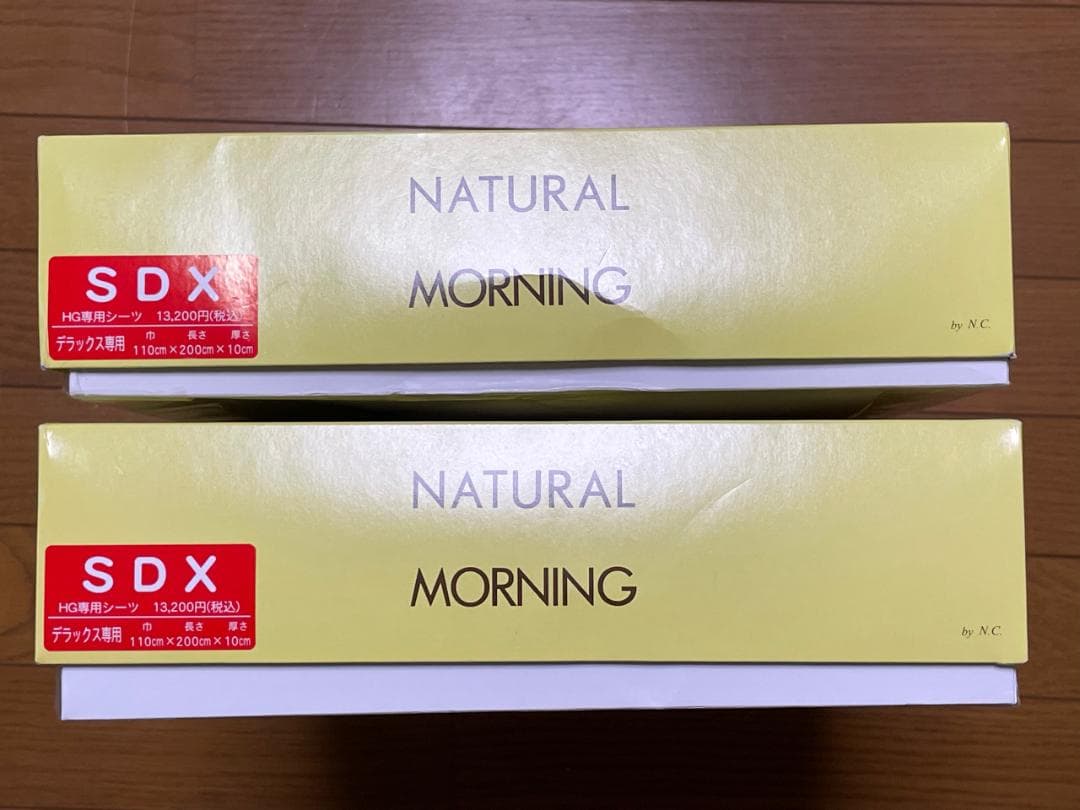 NATURAL
MORNING
by N.C.
SDX
HG専用シーツ 13,200円(税込)
巾 長さ 厚さ
デラックス専用 110cm×200cm×10cm
NATURAL
MORNING
by N.C.
SDX
HG専用シーツ 13,200円(税込)
巾 長さ 厚さ
デラックス専用 110cm×200cm×10cm